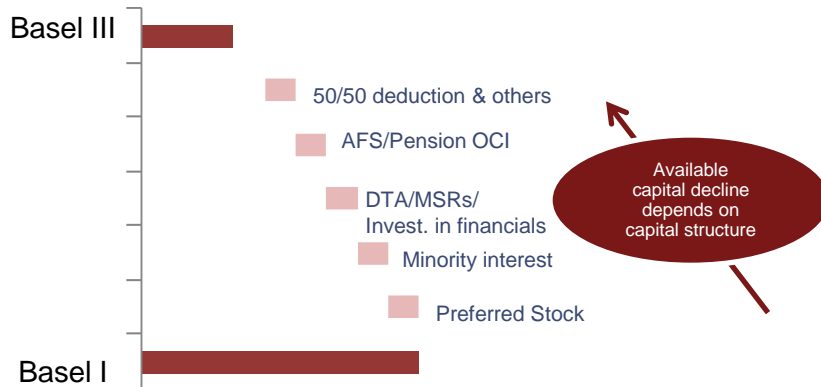 Basel III
50/50 deduction & others
AFS/Pension OCI
DTA/MSRs/
Invest. in financials
Minority interest
Preferred Stock
Basel I
Available
capital decline
depends on
capital structure